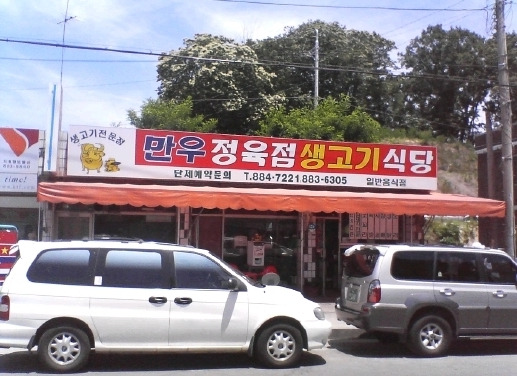 생고기전문점
만우정육점생고기식당
단체예약문의 T.884-7221 883-6305 일반음식점
time!